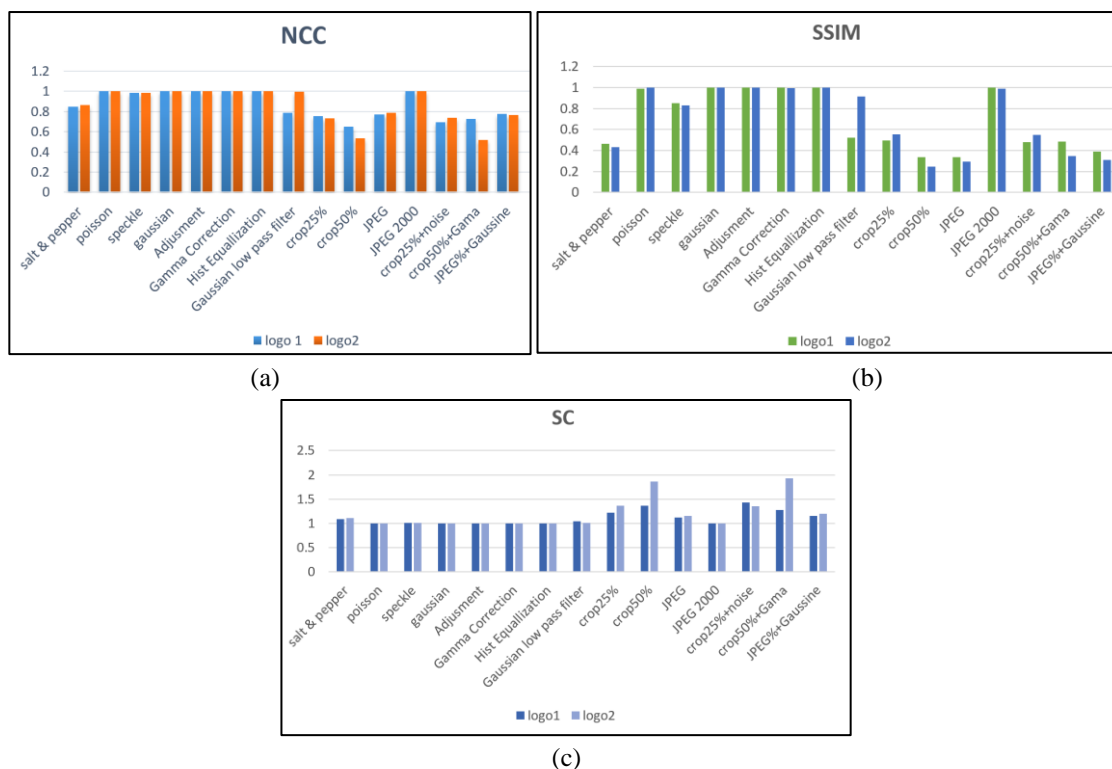 NCC
1.2
1
0.8
0.6
0.4
0.2
0
salt & pepper
poisson
speckle
gaussian
Adjusment
Gamma Correction
Hist Equallization
Gaussian low pass filter
crop25%
crop50%
JPEG
JPEG 2000
crop25%+noise
crop50%+Gama
JPEG%+Gaussine
logo 1 logo2
(a)
SSIM
1.2
1
0.8
0.6
0.4
0.2
0
salt & pepper
poisson
speckle
gaussian
Adjusment
Gamma Correction
Hist Equallization
Gaussian low pass filter
crop25%
crop50%
JPEG
JPEG 2000
crop25%+noise
crop50%+Gama
JPEG%+Gaussine
logo1 logo2
(b)
SC
2.5
2
1.5
1
0.5
0
salt & pepper
poisson
speckle
gaussian
Adjusment
Gamma Correction
Hist Equallization
Gaussian low pass filter
crop25%
crop50%
JPEG
JPEG 2000
crop25%+noise
crop50%+Gama
JPEG%+Gaussine
logo1 logo2
(c)